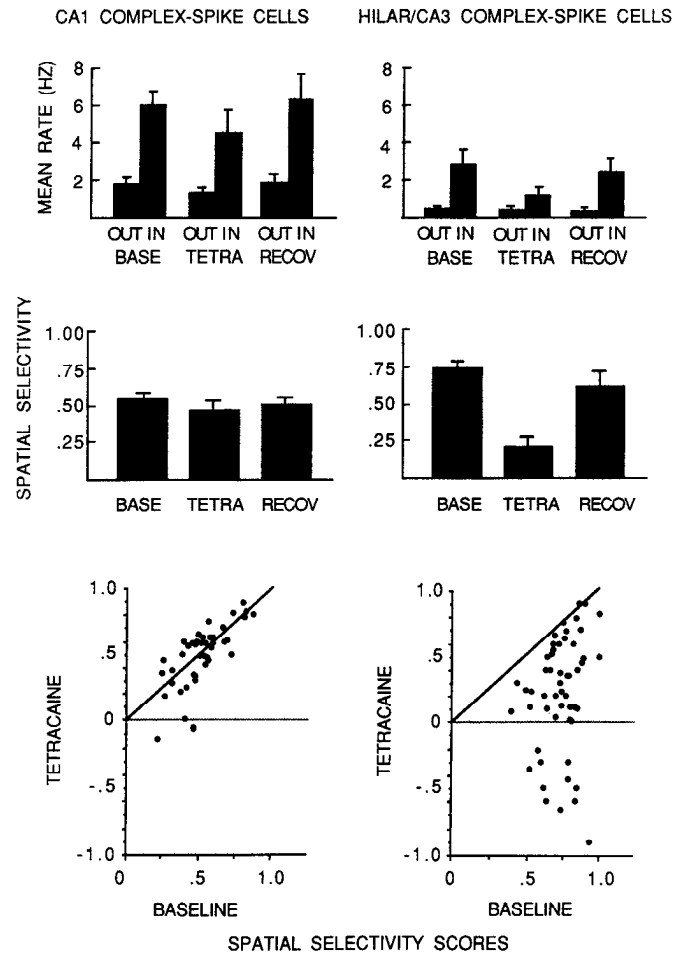 CA1 COMPLEX-SPIKE CELLS
HILAR/CA3 COMPLEX-SPIKE CELLS
MEAN RATE (HZ)
8
6
4
2
OUT IN OUT IN OUT IN
BASE TETRA RECOV
8
6
4
2
OUT IN OUT IN OUT IN
BASE TETRA RECOV
SPATIAL SELECTIVITY
1.00
.75
.50
.25
BASE TETRA RECOV
1.00
.75
.50
.25
BASE TETRA RECOV
TETRACAINE
1.0
.5
0
-.5
-1.0
0 0.5 1.0
BASELINE
TETRACAINE
1.0
.5
0
-.5
-1.0
0 0.5 1.0
BASELINE
SPATIAL SELECTIVITY SCORES